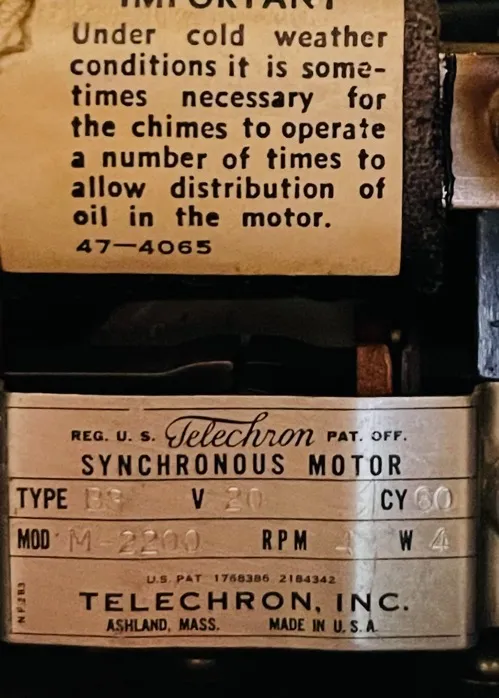 IMPORTANT
Under cold weather
conditions it is some-
times necessary for
the chimes to operate
a number of times to
allow distribution of
oil in the motor.
47-4065
REG. U. S. Telechron PAT. OFF.
SYNCHRONOUS MOTOR
TYPE V 20 CY 60
MOD M-2200 RPM W 4
U.S. PAT 1768386 2184342
TELECHRON, INC.
ASHLAND, MASS. MADE IN U.S.A.